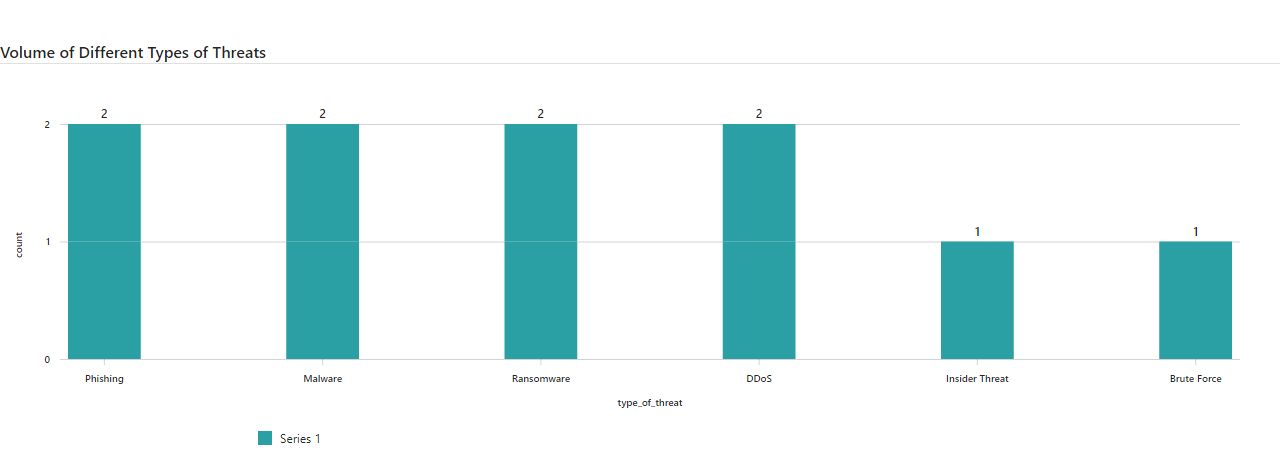 Volume of Different Types of Threats
2 2 2 2
2
1 1
1
0
Phishing Malware Ransomware DDoS Insider Threat Brute Force
type_of_threat
count
Series 1